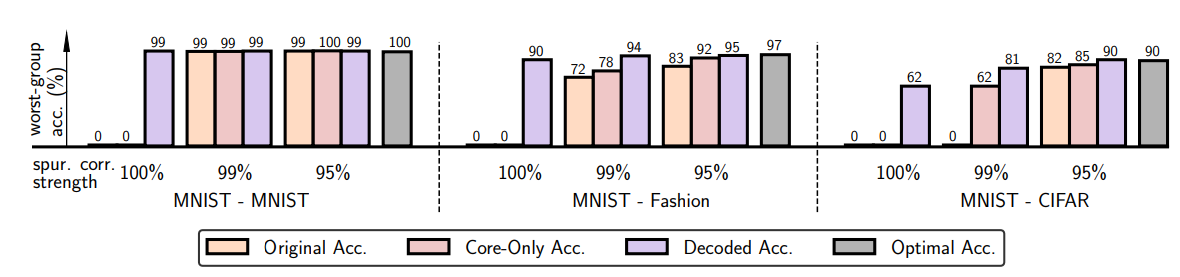 worst-group
acc. (%)
99 99 99 99 99 100 99 100
0 0
90 72 78 94 83 92 95 97
0 0
62 0 62 81 82 85 90 90
0 0
spur. corr.
strength
100% 99% 95%
100% 99% 95%
100% 99% 95%
MNIST - MNIST
MNIST - Fashion
MNIST - CIFAR
Original Acc. Core-Only Acc. Decoded Acc. Optimal Acc.